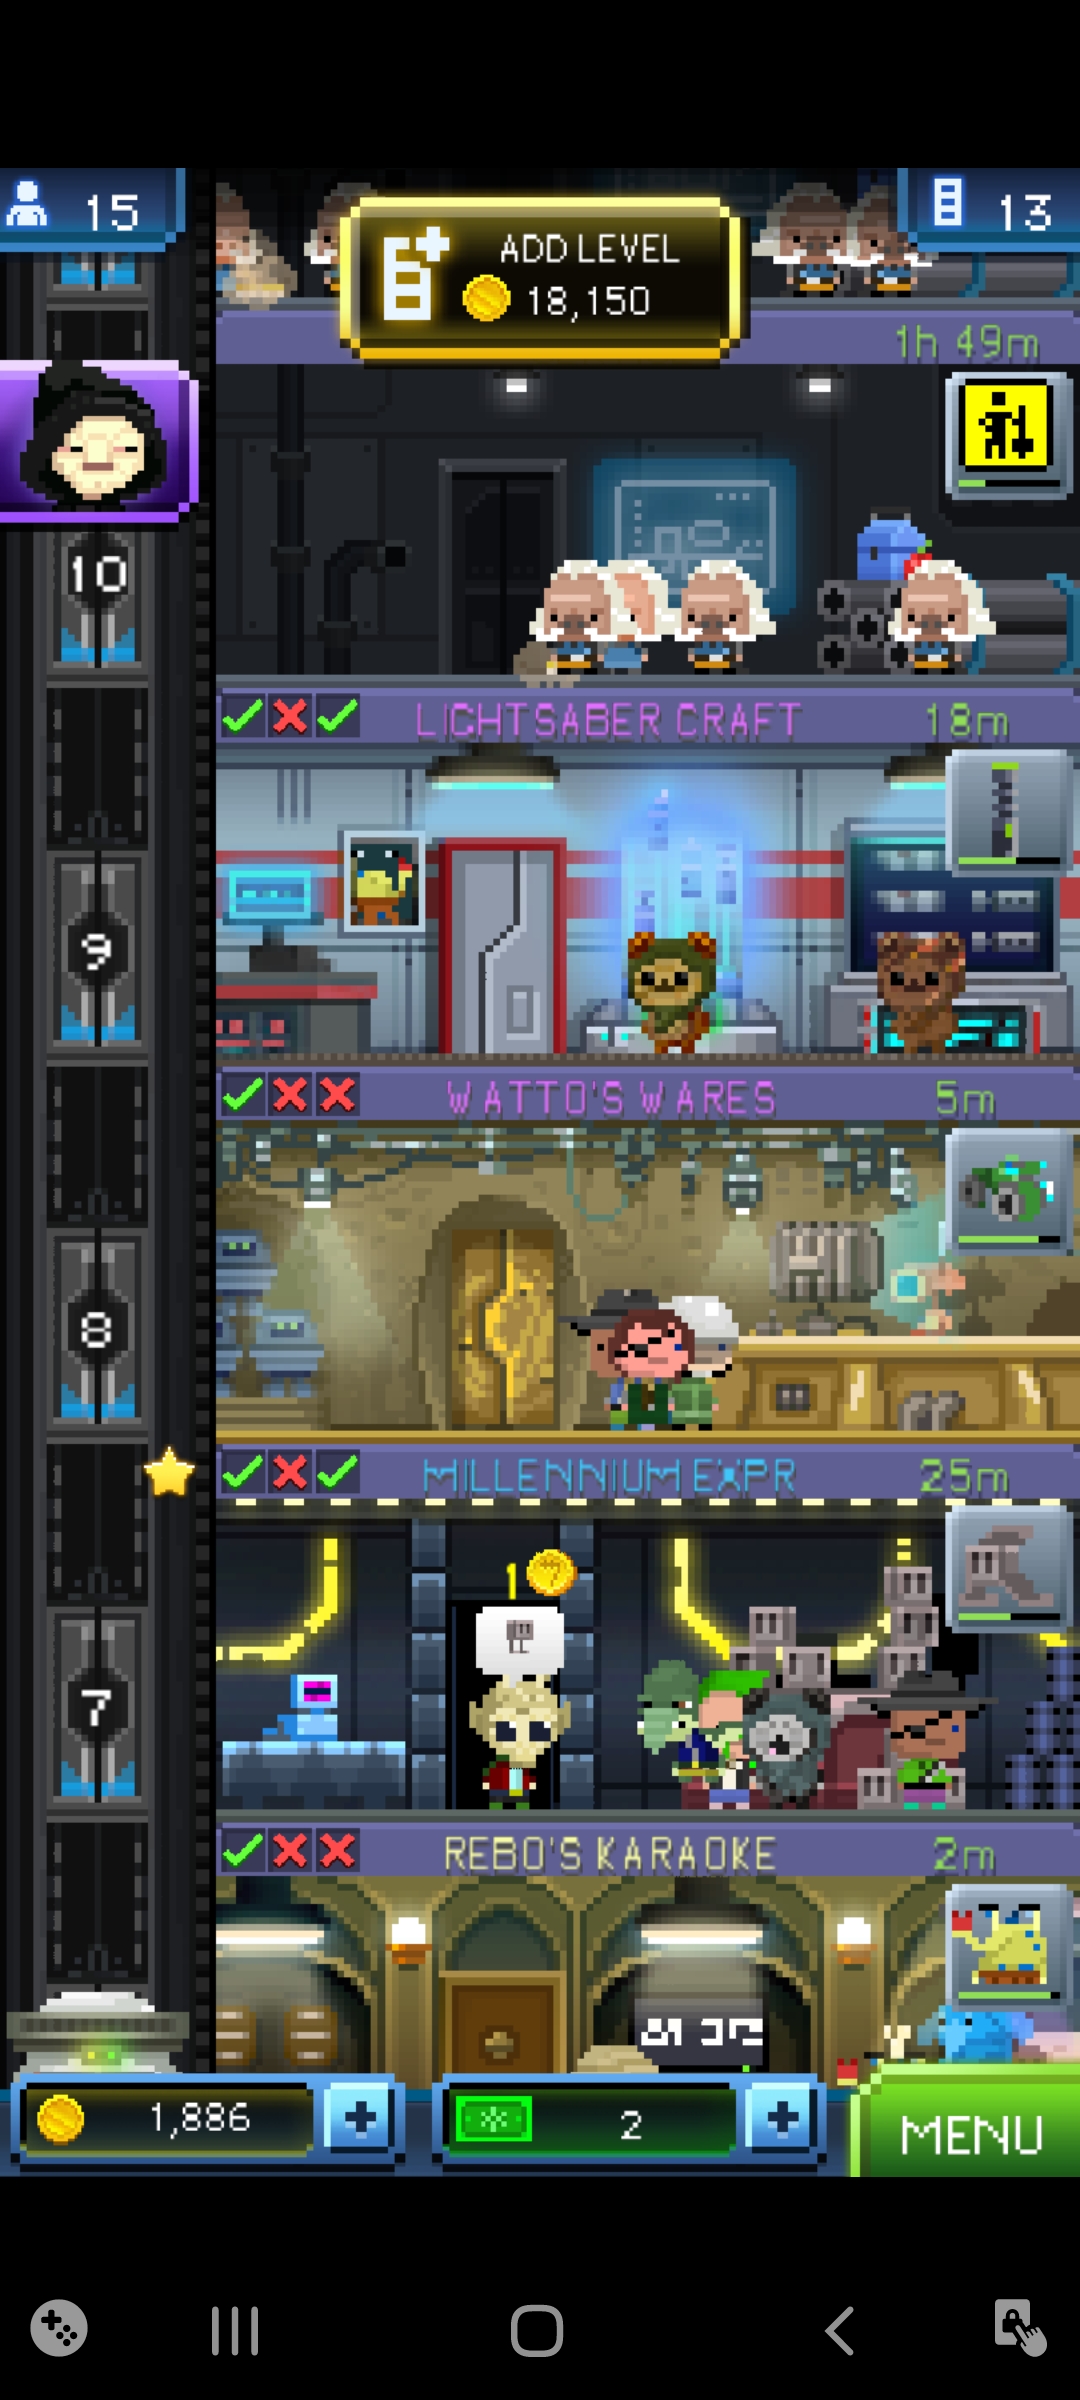 15
ADD LEVEL
18,150
13
1h 49m
10
LIGHTSABER CRAFT
18m
9
WATTO'S WARES
5m
8
MILLENNIUM EXPR
25m
1
7
REBO'S KARAOKE
2m
1,886
2
MENU